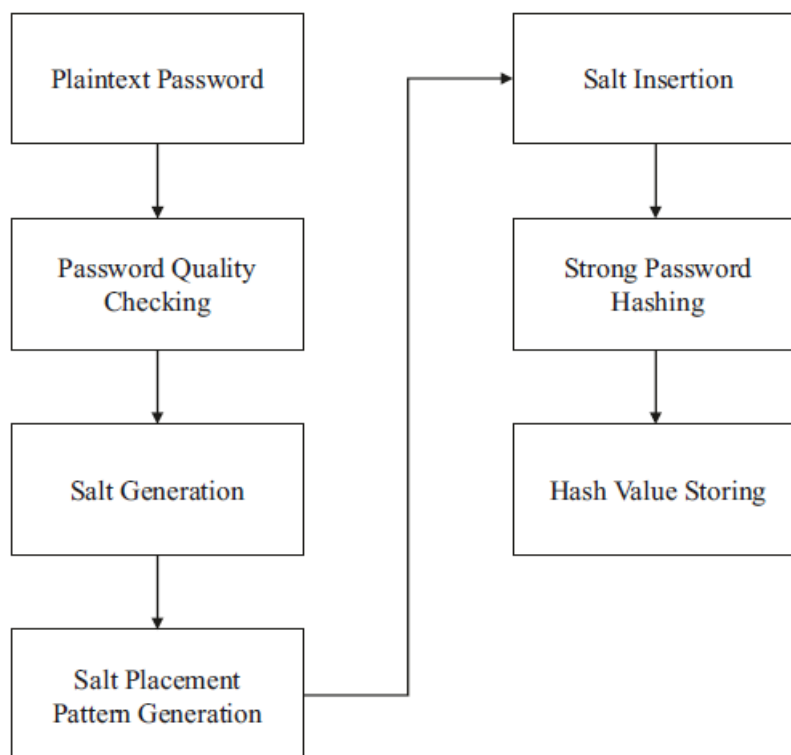 Plaintext Password
Password Quality
Checking
Salt Generation
Salt Placement
Pattern Generation
Salt Insertion
Strong Password
Hashing
Hash Value Storing